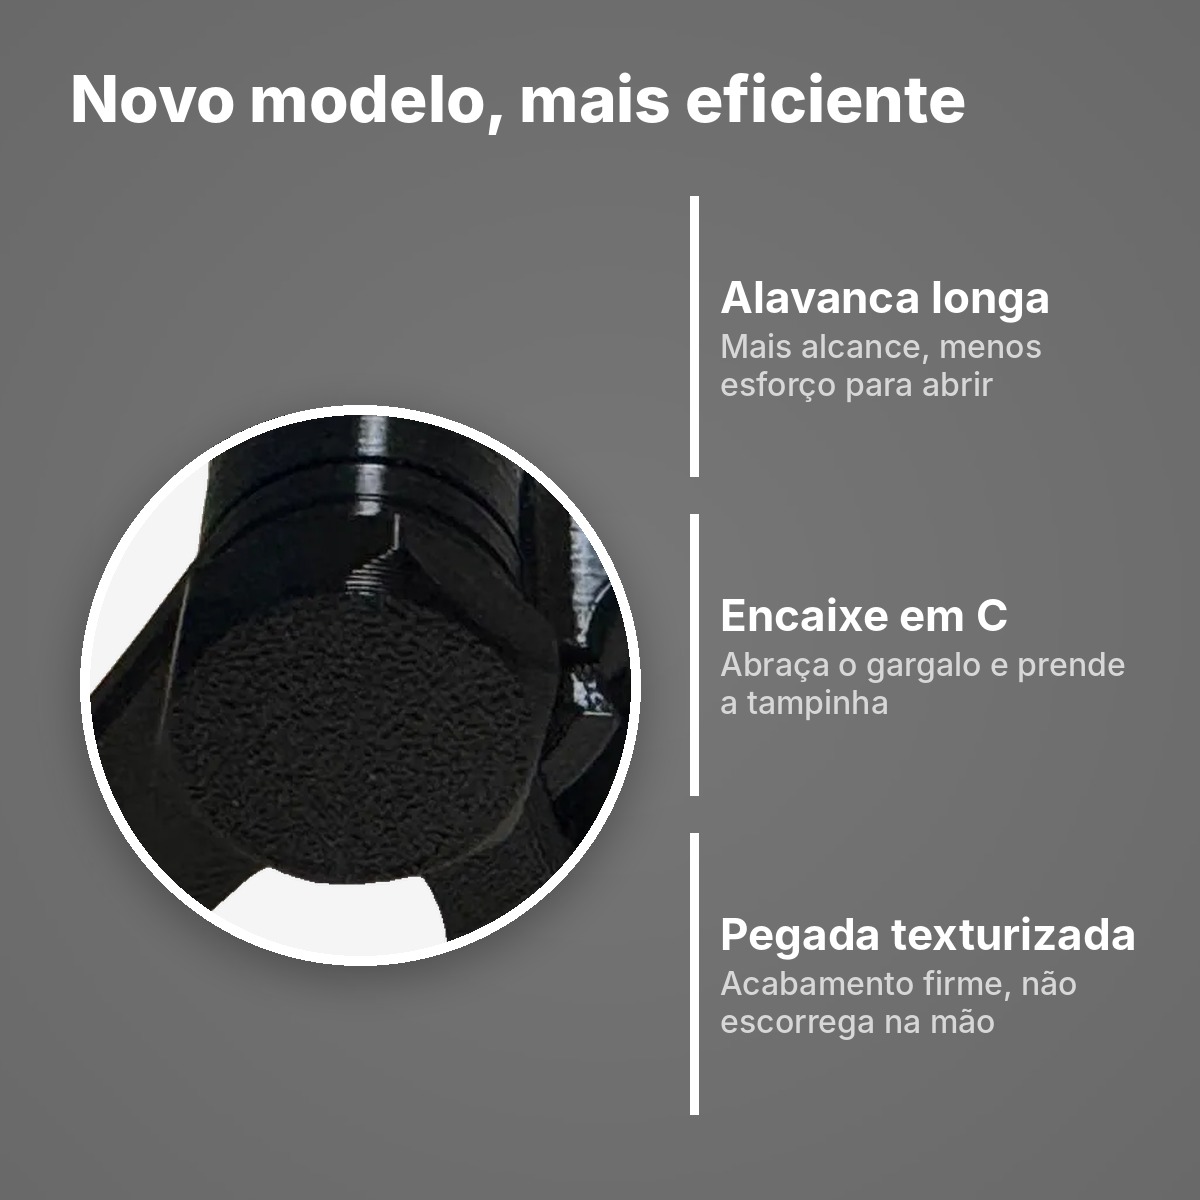 Novo modelo, mais eficiente
Alavanca longa
Mais alcance, menos
esforço para abrir
Encaixe em C
Abraça o gargalo e prende
a tampinha
Pegada texturizada
Acabamento firme, não
escorrega na mão